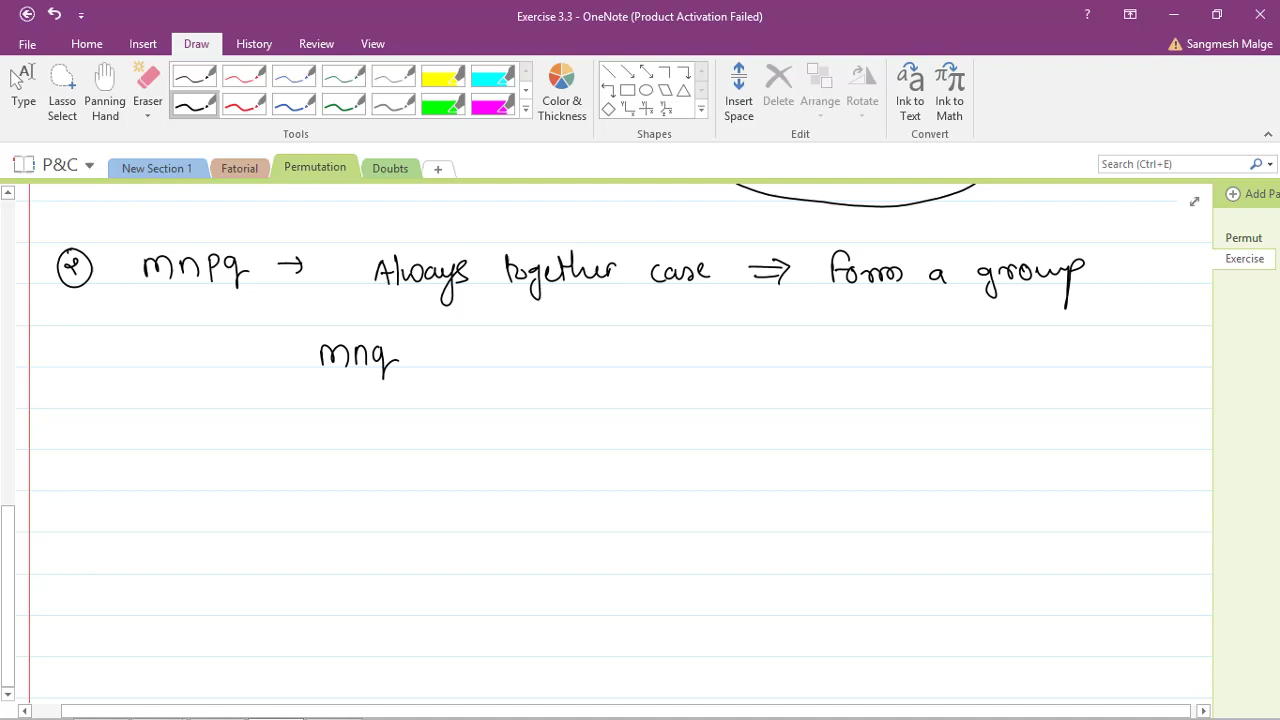 Exercise 3.3 - OneNote (Product Activation Failed)
File Home Insert Draw History Review View Sangmesh Malge
Type Lasso Select Panning Hand Eraser Color & Thickness Insert Space Delete Arrange Rotate Ink to Text Ink to Math
Tools Shapes Edit Convert
P&C New Section 1 Fatorial Permutation Doubts Search (Ctrl+E)
Add Pa
Permut
Exercise
② mnpq → Always together case ⇒ Form a group
mnq